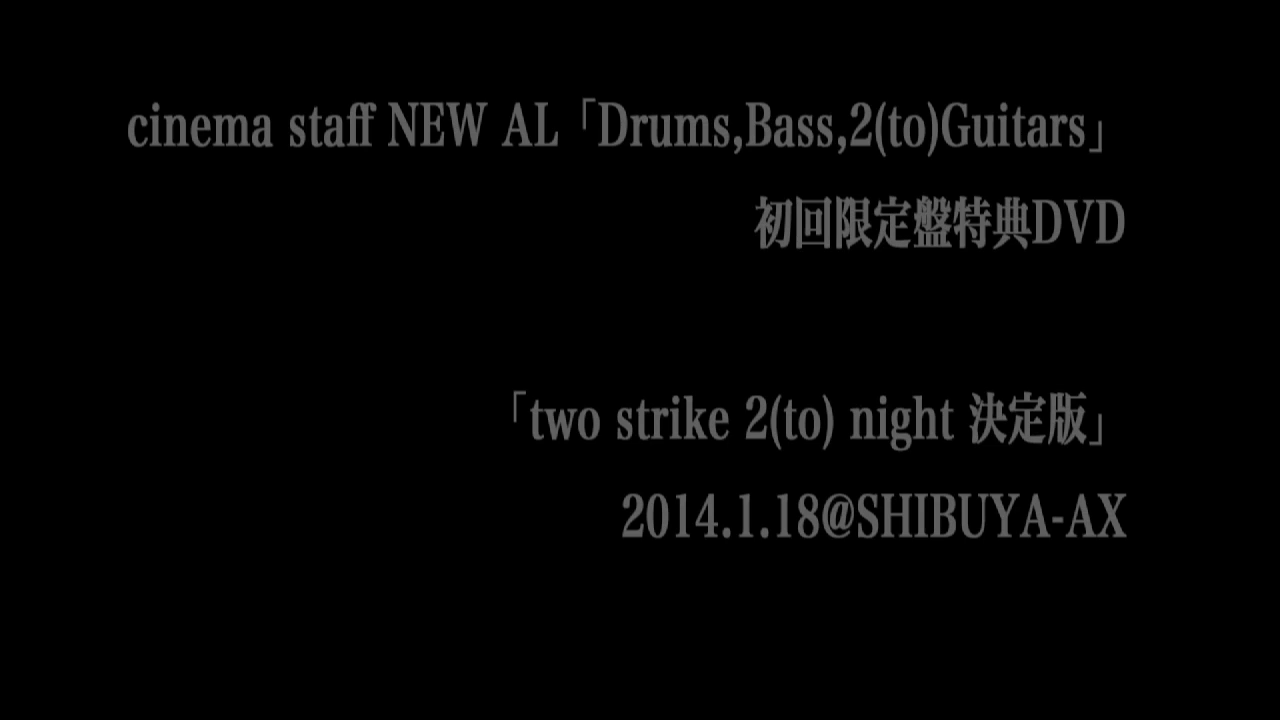 cinema staff NEW AL「Drums,Bass,2(to)Guitars」
初回限定盤特典DVD
「two strike 2(to) night 決定版」
2014.1.18@SHIBUYA-AX